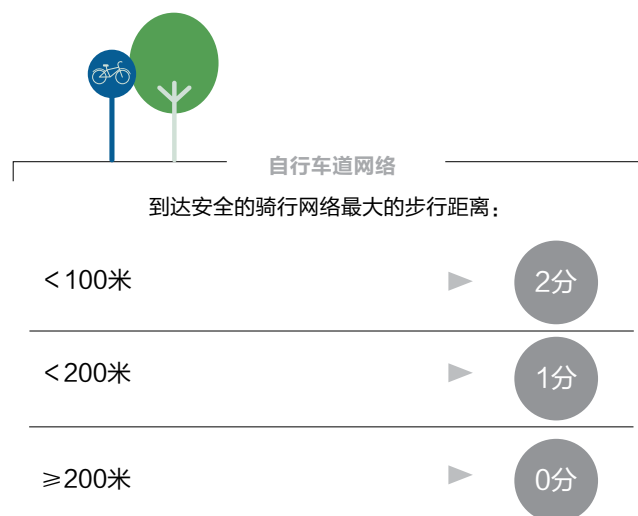 自行车道网络
到达安全的骑行网络最大的步行距离：
<100米
2分
<200米
1分
≥200米
0分